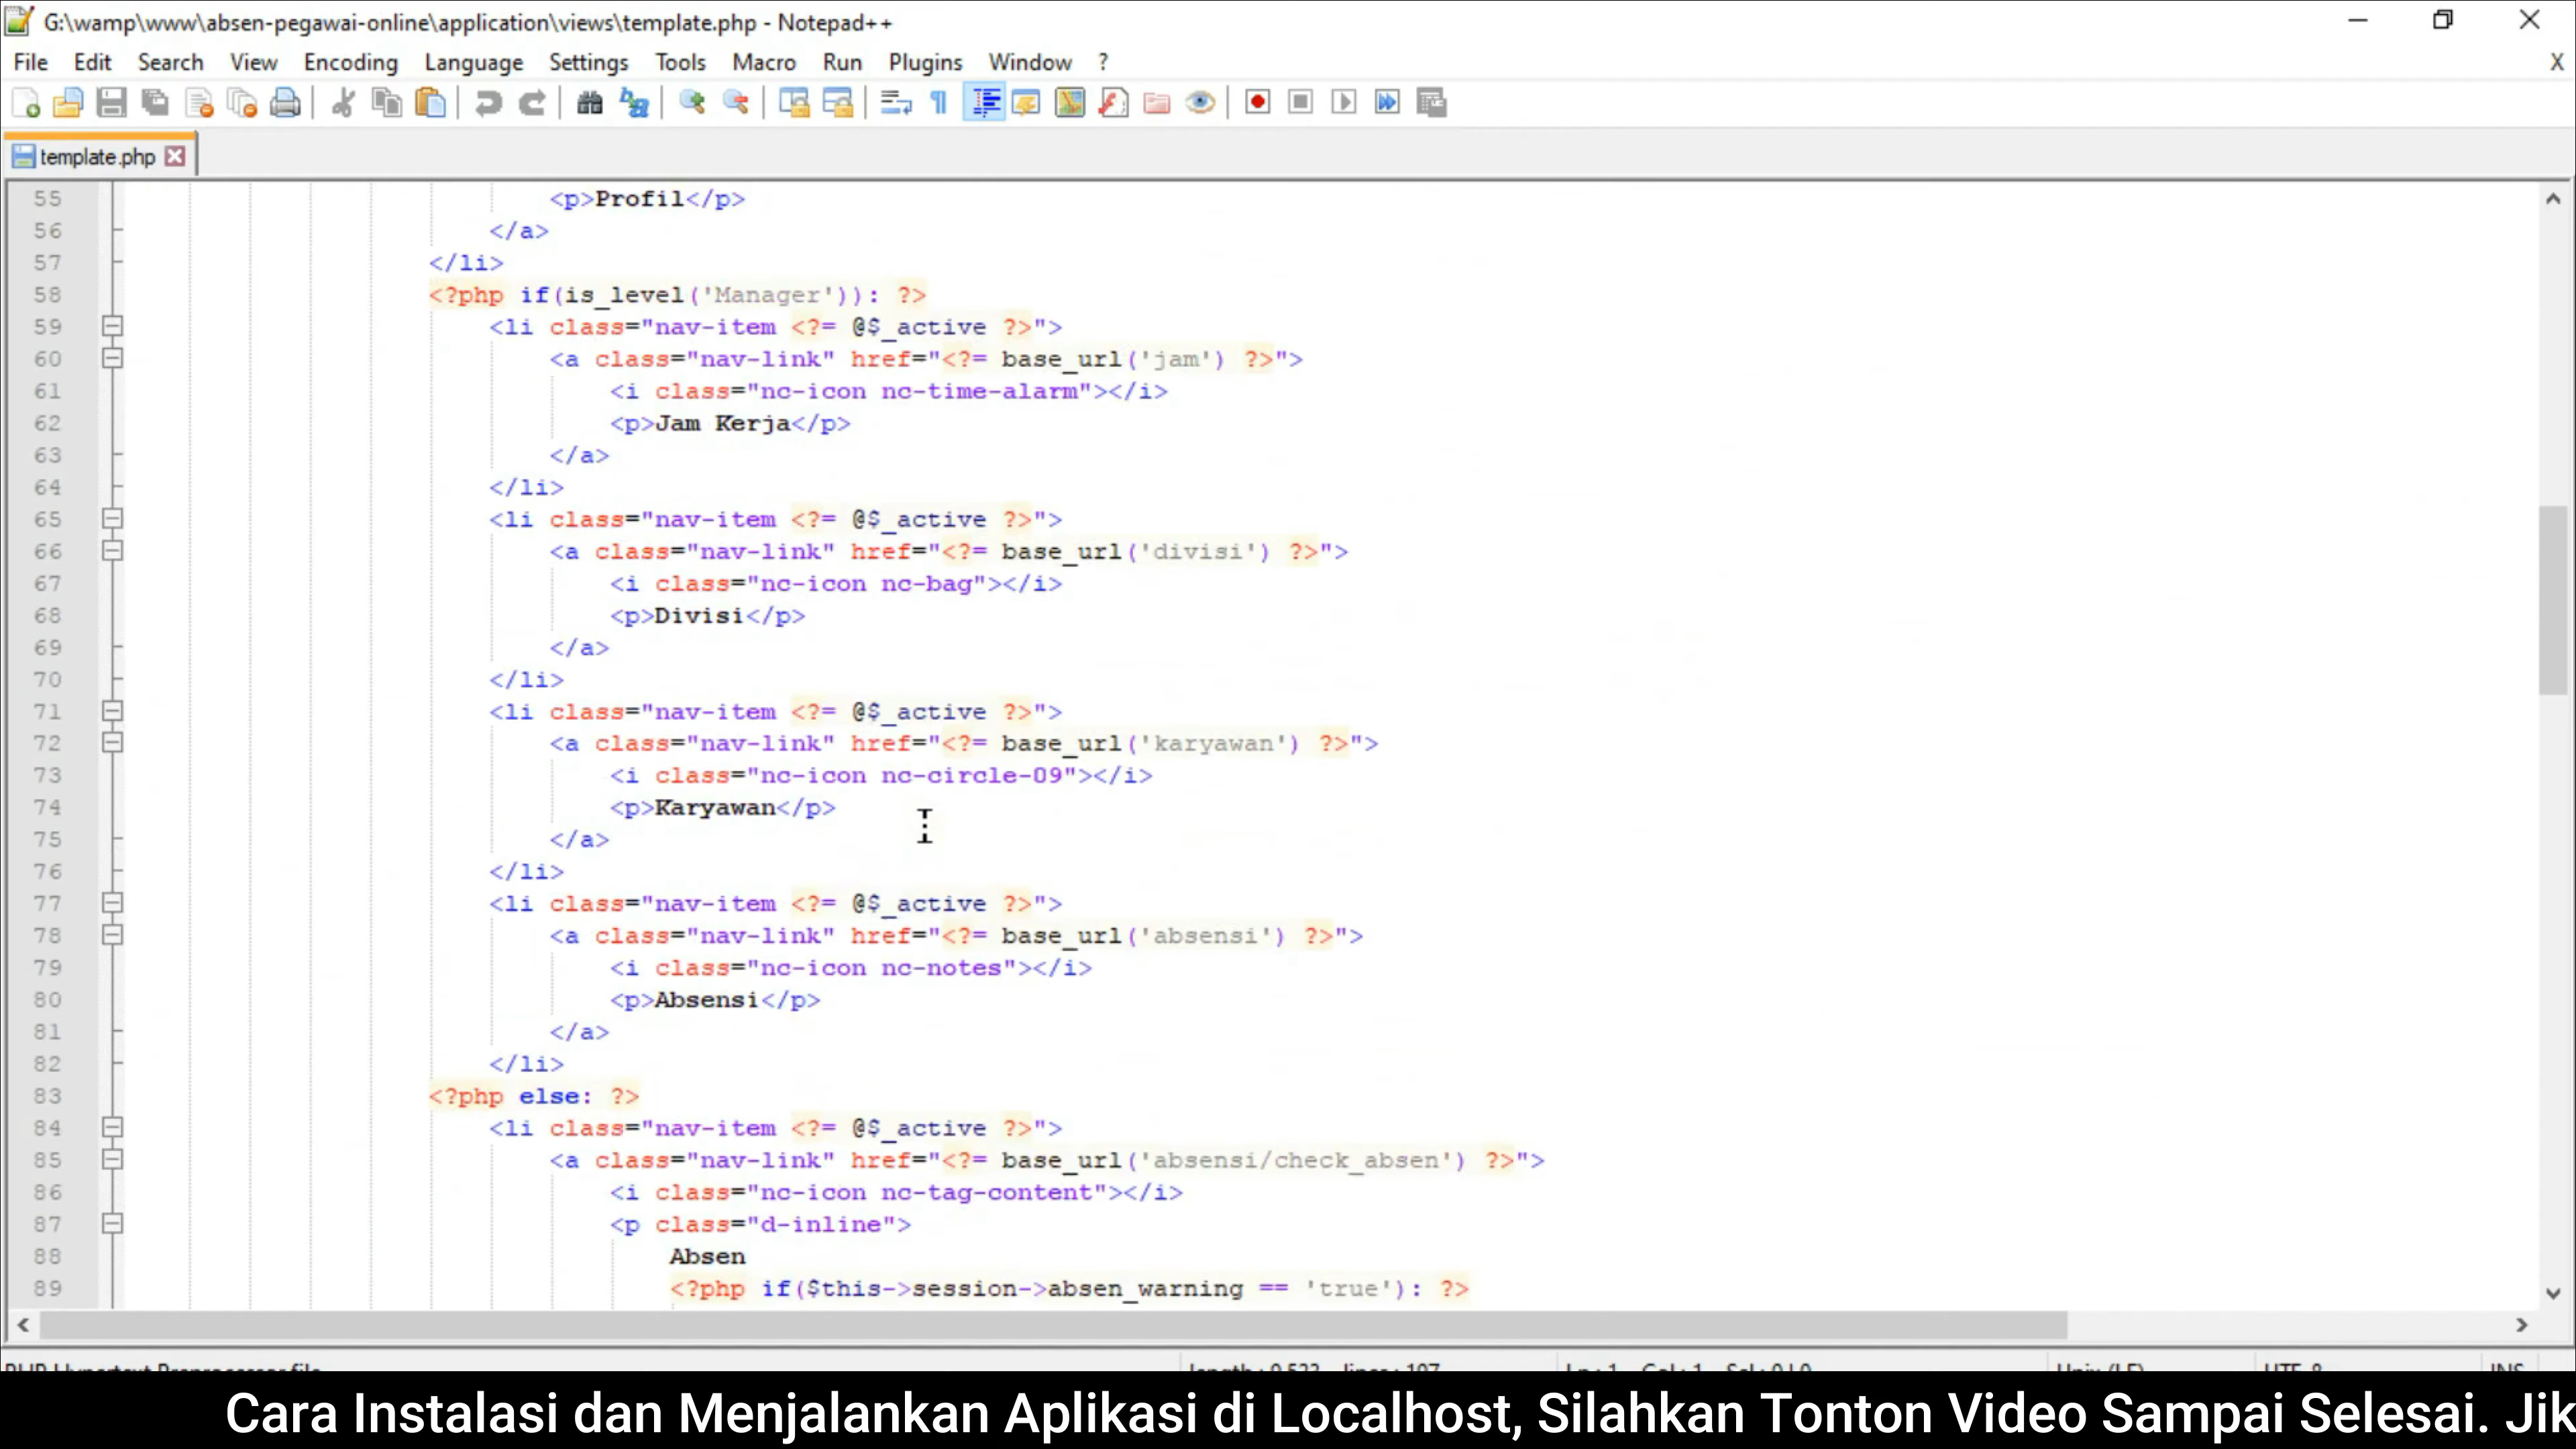 G:\wamp\www\absen-pegawai-online\application\views\template.php - Notepad++
File Edit Search View Encoding Language Settings Tools Macro Run Plugins Window ? X
template.php
55 <p>Profil</p>
56 </a>
57 </li>
58 <?php if(is_level('Manager')): ?>
59 <li class="nav-item <?= @$_active ?>">
60 <a class="nav-link" href="<?= base_url('jam') ?>">
61 <i class="nc-icon nc-time-alarm"></i>
62 <p>Jam Kerja</p>
63 </a>
64 </li>
65 <li class="nav-item <?= @$_active ?>">
66 <a class="nav-link" href="<?= base_url('divisi') ?>">
67 <i class="nc-icon nc-bag"></i>
68 <p>Divisi</p>
69 </a>
70 </li>
71 <li class="nav-item <?= @$_active ?>">
72 <a class="nav-link" href="<?= base_url('karyawan') ?>">
73 <i class="nc-icon nc-circle-09"></i>
74 <p>Karyawan</p>
75 </a>
76 </li>
77 <li class="nav-item <?= @$_active ?>">
78 <a class="nav-link" href="<?= base_url('absensi') ?>">
79 <i class="nc-icon nc-notes"></i>
80 <p>Absensi</p>
81 </a>
82 </li>
83 <?php else: ?>
84 <li class="nav-item <?= @$_active ?>">
85 <a class="nav-link" href="<?= base_url('absensi/check_absen') ?>">
86 <i class="nc-icon nc-tag-content"></i>
87 <p class="d-inline">
88 Absen
89 <?php if($this->session->absen_warning == 'true'): ?>
Cara Instalasi dan Menjalankan Aplikasi di Localhost, Silahkan Tonton Video Sampai Selesai. Jik